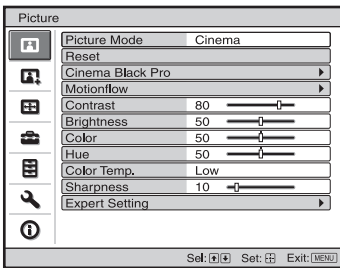 Picture
Picture Mode Cinema
Reset
Cinema Black Pro
Motionflow
Contrast 80
Brightness 50
Color 50
Hue 50
Color Temp. Low
Sharpness 10
Expert Setting
Sel: Set: Exit: MENU